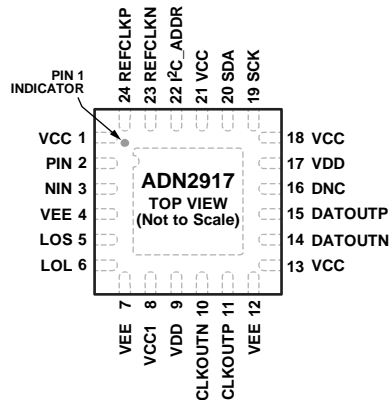 24 REFCLKP
23 REFCLKN
22 I²C_ADDR
21 VCC
20 SDA
19 SCK
PIN 1
INDICATOR
VCC 1
PIN 2
NIN 3
VEE 4
LOS 5
LOL 6
ADN2917
TOP VIEW
(Not to Scale)
18 VCC
17 VDD
16 DNC
15 DATOUTP
14 DATOUTN
13 VCC
VEE 7
VCC1 8
VDD 9
CLKOUTN 10
CLKOUTP 11
VEE 12